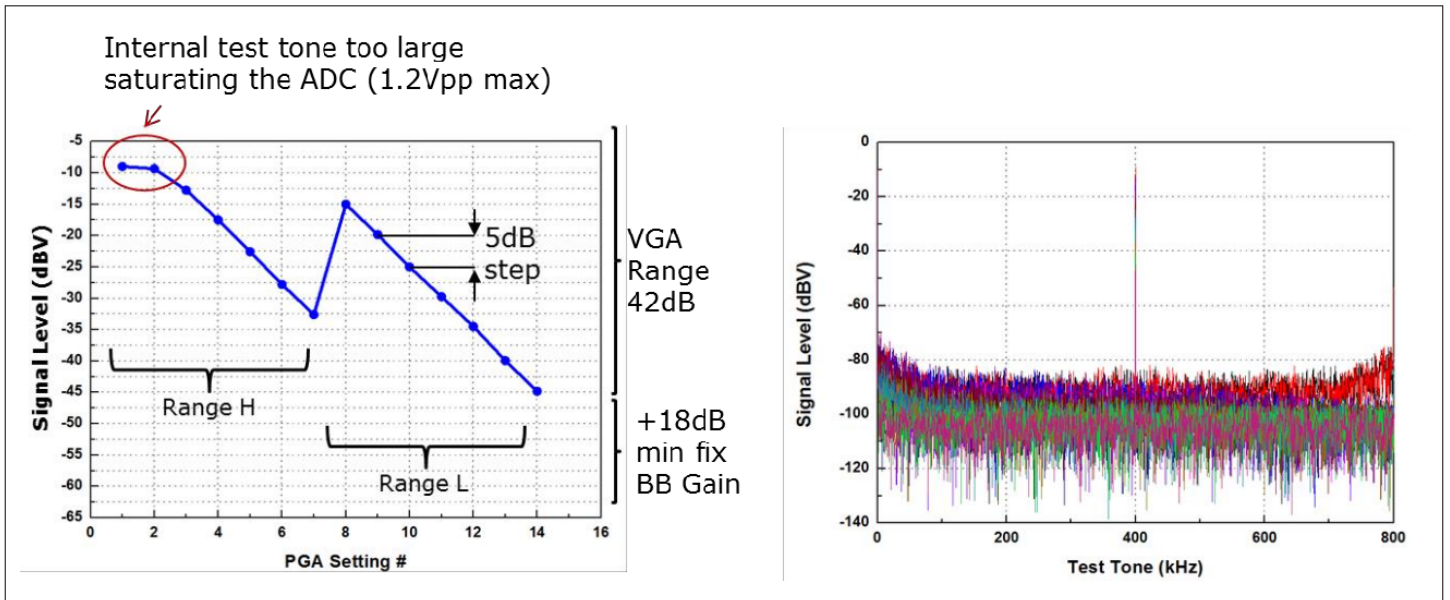 Internal test tone too large
saturating the ADC (1.2Vpp max)
Signal Level (dBV)
-5
-10
-15
-20
-25
-30
-35
-40
-45
-50
-55
-60
-65
0
2
4
6
8
10
12
14
16
PGA Setting #
Range H
Range L
5dB
step
VGA
Range
42dB
+18dB
min fix
BB Gain
Signal Level (dBV)
0
-20
-40
-60
-80
-100
-120
-140
0
200
400
600
800
Test Tone (kHz)